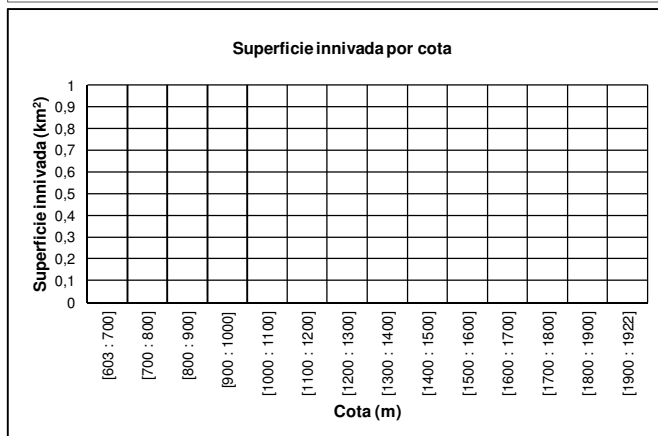 Superficie innivada por cota
Superficie innivada (km²)
1
0,9
0,8
0,7
0,6
0,5
0,4
0,3
0,2
0,1
0
[603 : 700]
[700 : 800]
[800 : 900]
[900 : 1000]
[1000 : 1100]
[1100 : 1200]
[1200 : 1300]
[1300 : 1400]
[1400 : 1500]
[1500 : 1600]
[1600 : 1700]
[1700 : 1800]
[1800 : 1900]
[1900 : 1922]
Cota (m)